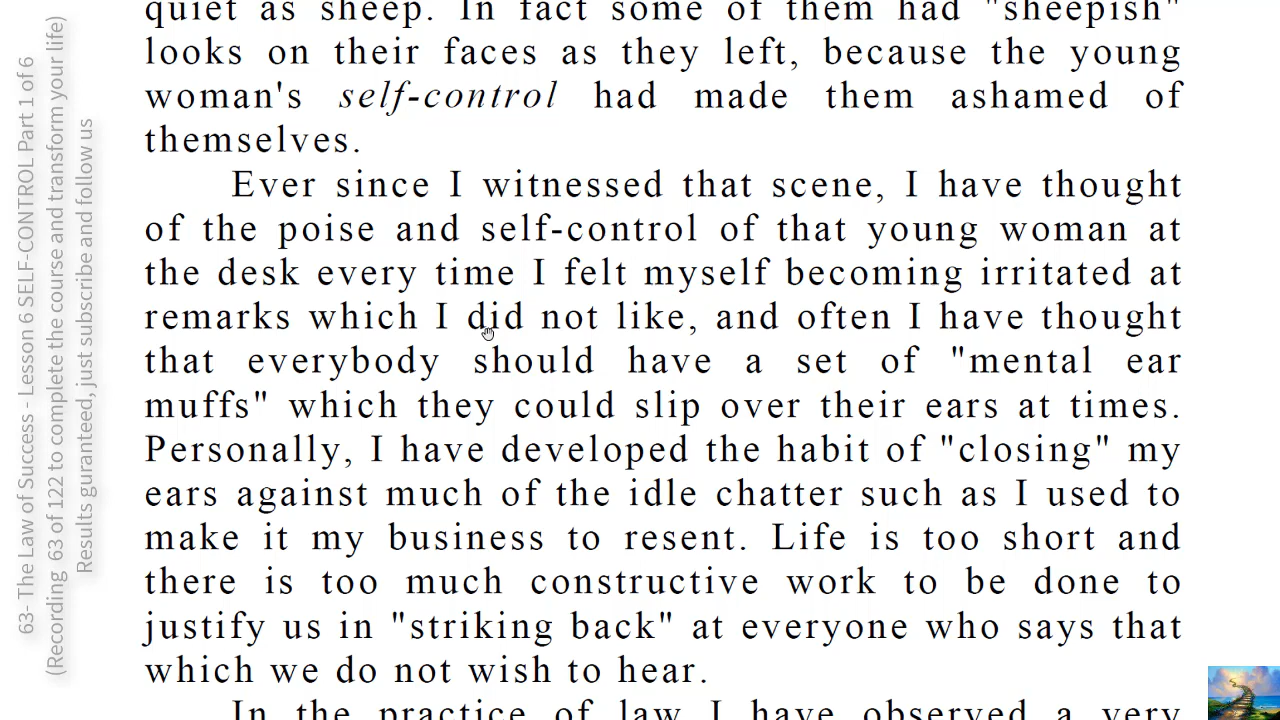 quiet as sheep. In fact some of them had "sheepish"
looks on their faces as they left, because the young
woman's self-control had made them ashamed of
themselves.
Ever since I witnessed that scene, I have thought
of the poise and self-control of that young woman at
the desk every time I felt myself becoming irritated at
remarks which I did not like, and often I have thought
that everybody should have a set of "mental ear
muffs" which they could slip over their ears at times.
Personally, I have developed the habit of "closing" my
ears against much of the idle chatter such as I used to
make it my business to resent. Life is too short and
there is too much constructive work to be done to
justify us in "striking back" at everyone who says that
which we do not wish to hear.
In the practice of law I have observed a very
63- The Law of Success - Lesson 6 SELF-CONTROL Part 1 of 6
(Recording 63 of 122 to complete the course and transform your life)
Results guranteed, just subscribe and follow us